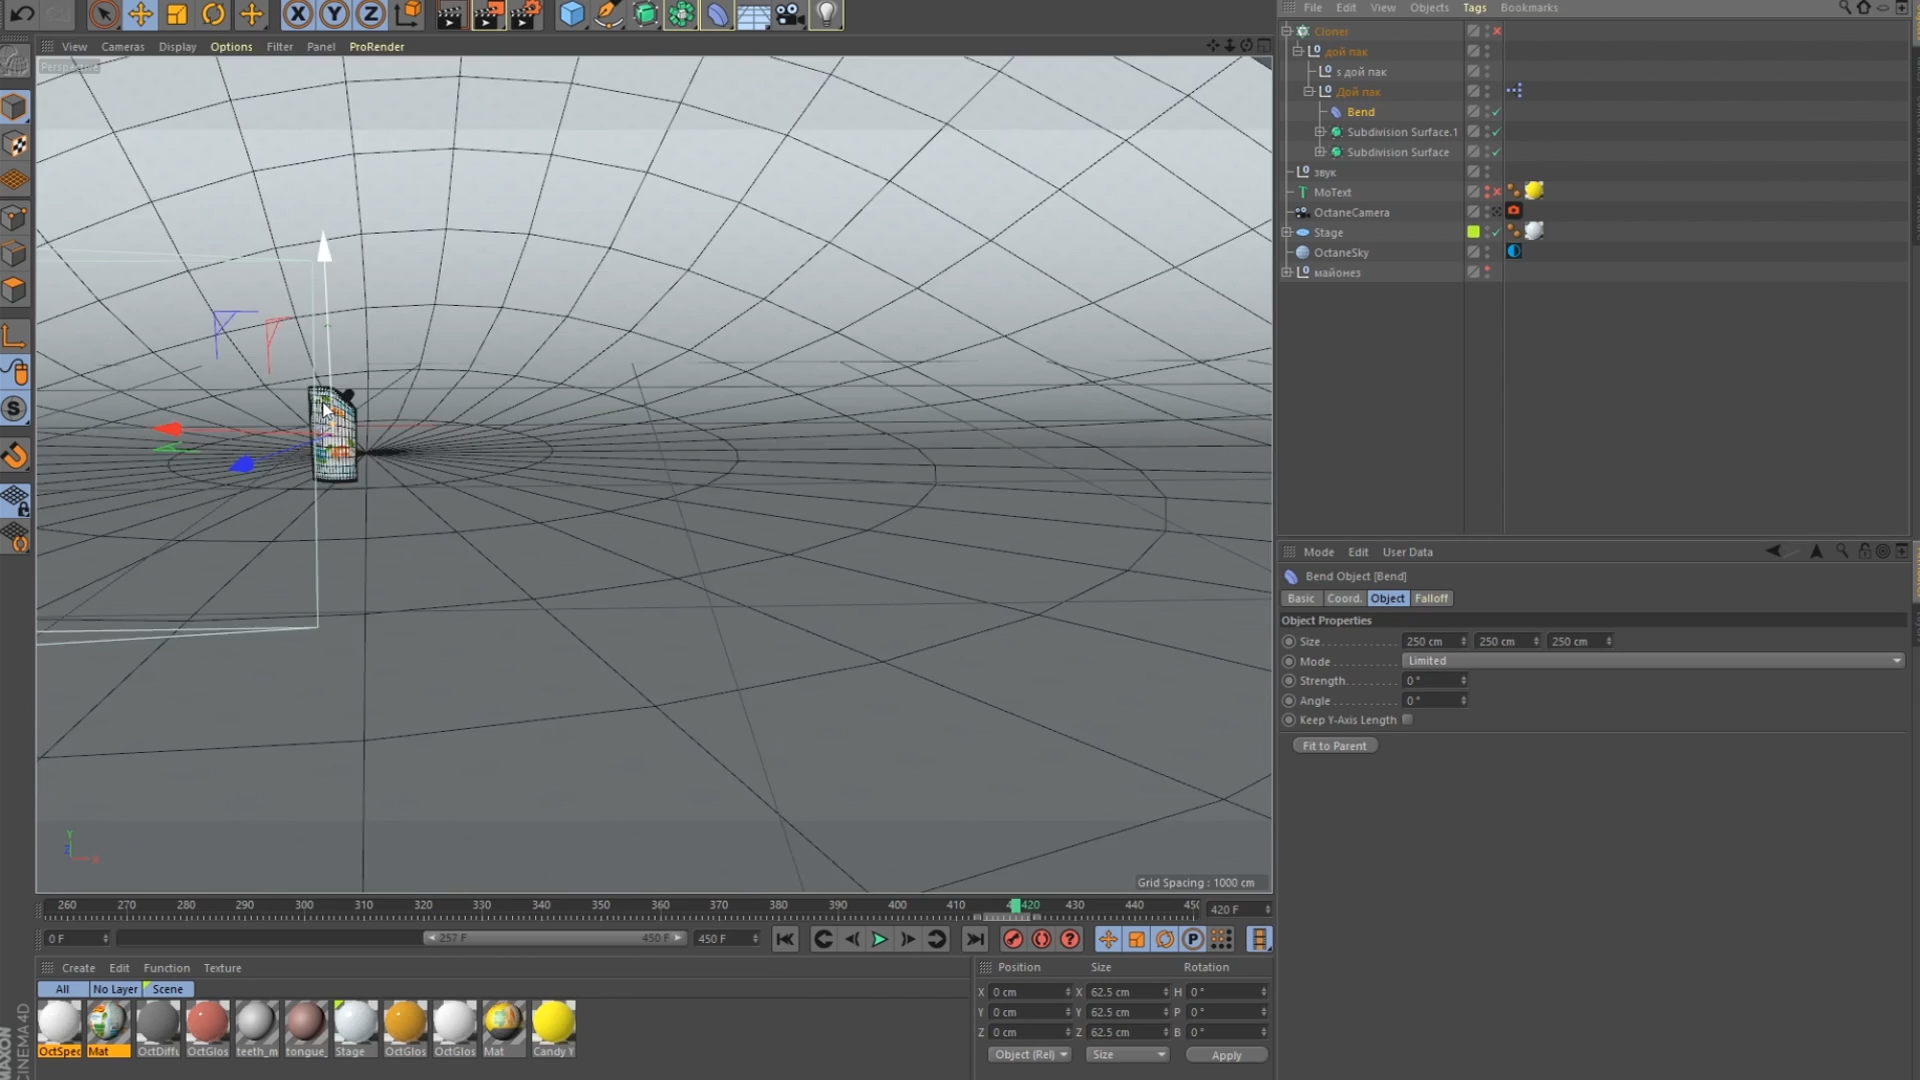 File Edit View Objects Tags Bookmarks
View Cameras Display Options Filter Panel ProRender
Perspective
Cloner
дой пак
s дой пак
Дой пак
Bend
Subdivision Surface.1
Subdivision Surface
звук
MoText
OctaneCamera
Stage
OctaneSky
майонез
Mode Edit User Data
Bend Object [Bend]
Basic Coord. Object Falloff
Object Properties
Size 250 cm 250 cm 250 cm
Mode Limited
Strength 0 °
Angle 0 °
Keep Y-Axis Length
Fit to Parent
Y
Z
Grid Spacing : 1000 cm
260 270 280 290 300 310 320 330 340 350 360 370 380 390 400 410 420 430 440 450 420 F
0 F 257 F 450 F 450 F
Create Edit Function Texture
All No Layer Scene
OctSpec Mat OctDiffu OctGlos teeth_m tongue_ Stage OctGlos OctGlos Mat Candy Y
Position Size Rotation
X 0 cm X 62.5 cm H 0 °
Y 0 cm Y 62.5 cm P 0 °
Z 0 cm Z 62.5 cm B 0 °
Object (Rel) Size Apply
MAXON
CINEMA 4D